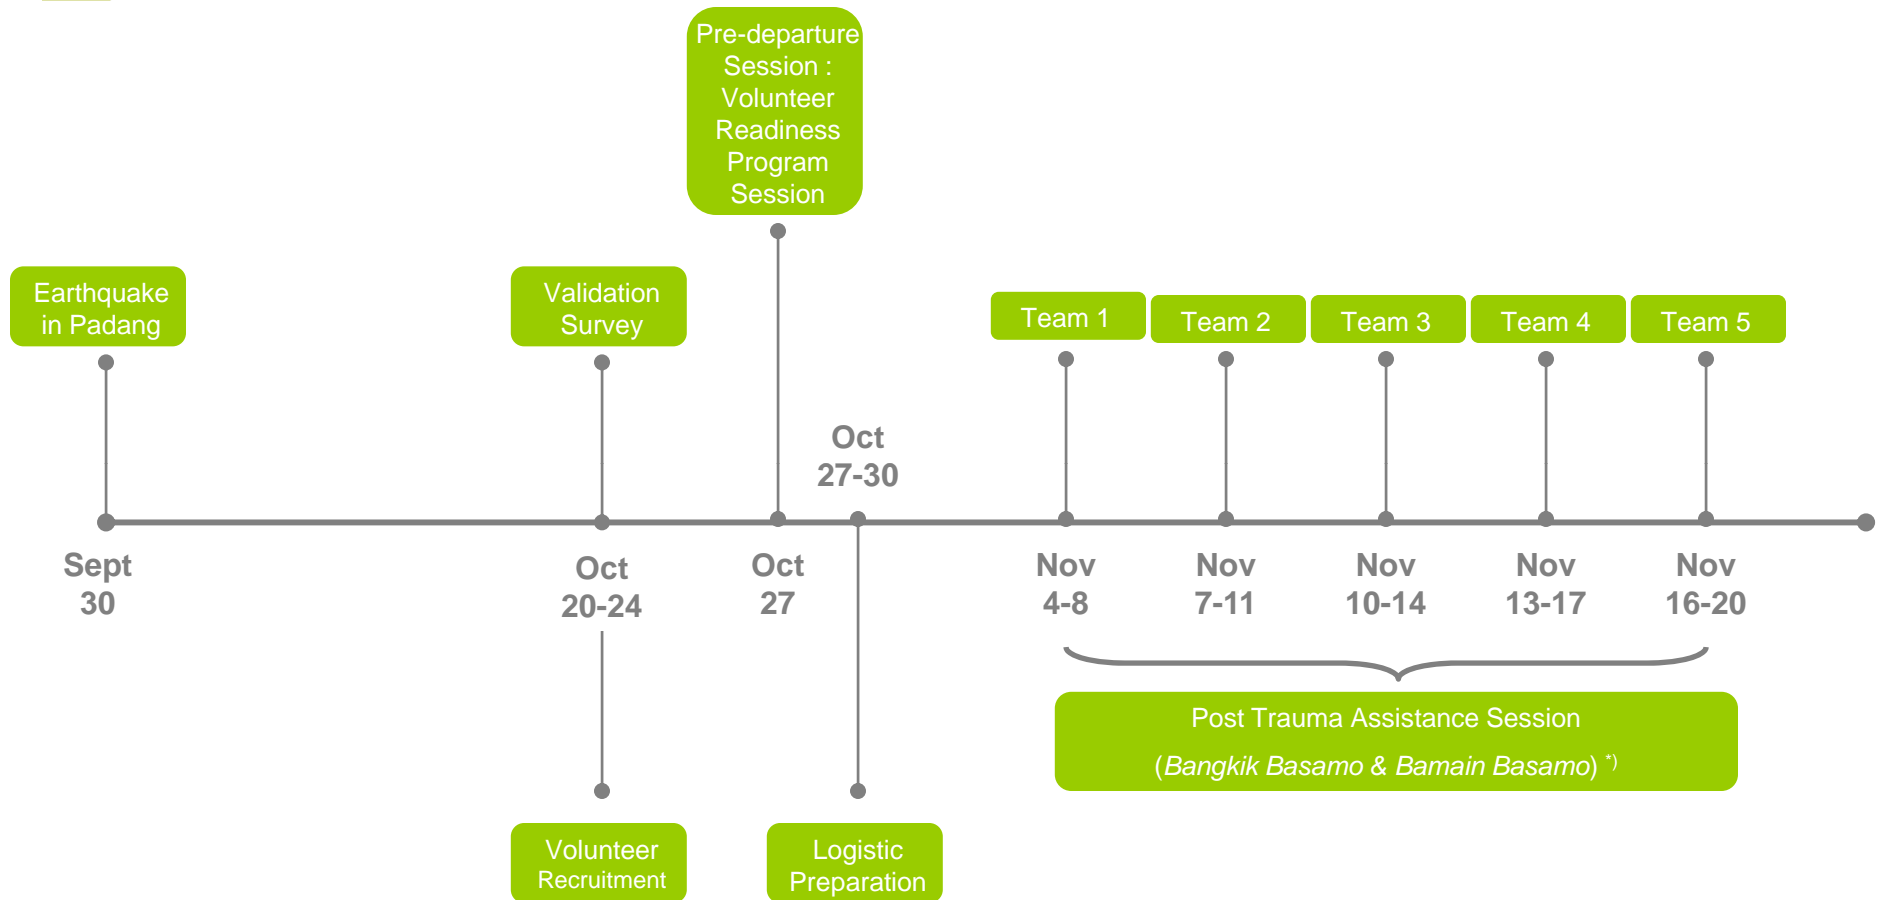 Pre-departure
Session :
Volunteer
Readiness
Program
Session
Earthquake
in Padang
Validation
Survey
Team 1
Team 2
Team 3
Team 4
Team 5
Oct
27-30
Sept
30
Oct
20-24
Oct
27
Nov
4-8
Nov
7-11
Nov
10-14
Nov
13-17
Nov
16-20
Post Trauma Assistance Session
(Bangkik Basamo & Bamain Basamo) *)
Volunteer
Recruitment
Logistic
Preparation